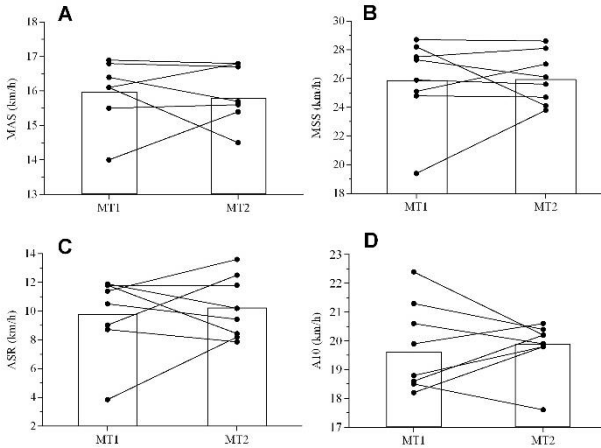 A
MAS (km/h)
17
16
15
14
13
18
MT1
MT2
B
MSS (km/h)
30
28
26
24
22
20
18
MT1
MT2
C
ASR (km/h)
14
12
10
8
6
4
2
MT1
MT2
D
A10 (km/h)
23
22
21
20
19
18
17
MT1
MT2